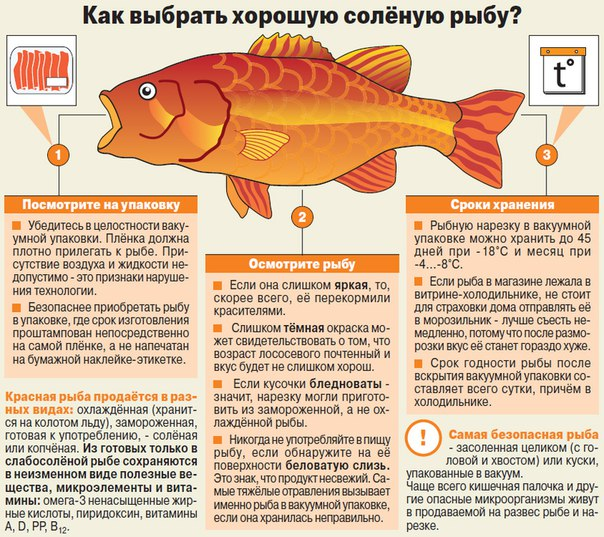 Как выбрать хорошую солёную рыбу?
t°
1
Посмотрите на упаковку
Убедитесь в целостности ваку-
умной упаковки. Плёнка должна
плотно прилегать к рыбе. При-
сутствие воздуха и жидкости не-
допустимо - это признаки наруше-
ния технологии.
Безопаснее приобретать рыбу
в упаковке, где срок изготовления
проштампован непосредственно
на самой плёнке, а не напечатан
на бумажной наклейке-этикетке.
Красная рыба продаётся в раз-
ных видах: охлаждённая (хранит-
ся на колотом льду), замороженная,
готовая к употреблению, - солёная
или копчёная. Из готовых только в
слабосолёной рыбе сохраняются
в неизменном виде полезные ве-
щества, микроэлементы и вита-
мины: омега-3 ненасыщенные жир-
ные кислоты, пиридоксин, витамины
A, D, PP, B12.
2
Осмотрите рыбу
Если она слишком яркая, то,
скорее всего, её перекормили
красителями.
Слишком тёмная окраска мо-
жет свидетельствовать о том, что
возраст лососевого почтенный и
вкус будет не слишком хорош.
Если кусочки бледноваты -
значит, нарезку могли пригото-
вить из замороженной, а не ох-
лаждённой рыбы.
Никогда не употребляйте в пищу
рыбу, если обнаружите на её
поверхности беловатую слизь.
Это знак, что продукт несвежий. Са-
мые тяжёлые отравления вызывает
именно рыба в вакуумной упаковке,
если она хранилась неправильно.
3
Сроки хранения
Рыбную нарезку в вакуумной
упаковке можно хранить до 45
дней при -18°С и месяц при
-4...-8°С.
Если рыба в магазине лежала в
витрине-холодильнике, не стоит
для страховки дома отправлять её
в морозильник - лучше съесть не-
медленно, потому что после размо-
розки вкус её станет гораздо хуже.
Срок годности рыбы после
вскрытия вакуумной упаковки со-
ставляет всего сутки, причём в
холодильнике.
!
Самая безопасная рыба
- засоленная целиком (с го-
ловой и хвостом) или куски,
упакованные в вакуум.
Чаще всего кишечная палочка и дру-
гие опасные микроорганизмы живут
в продаваемой на развес рыбе и на-
резке.